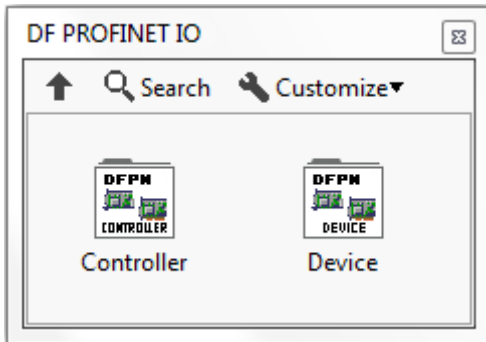 DF PROFINET IO
Search Customize
DFPN DFPN
CONTROLLER DEVICE
Controller Device